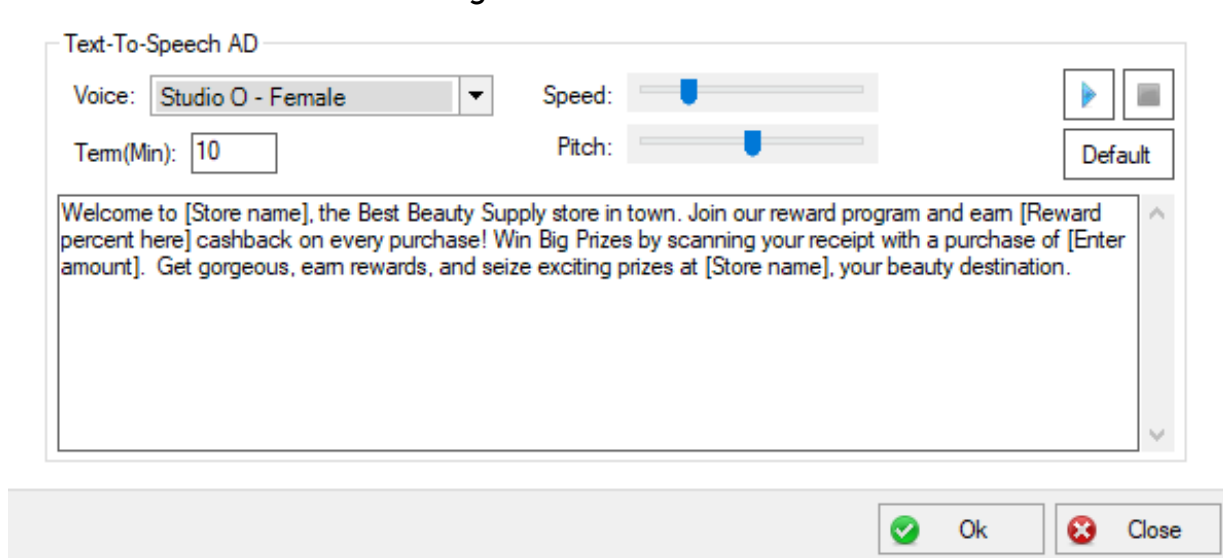 Text-To-Speech AD
Voice: Studio O - Female Speed:
Term(Min): 10 Pitch: Default
Welcome to [Store name], the Best Beauty Supply store in town. Join our reward program and earn [Reward
percent here] cashback on every purchase! Win Big Prizes by scanning your receipt with a purchase of [Enter
amount].  Get gorgeous, earn rewards, and seize exciting prizes at [Store name], your beauty destination.
Ok Close